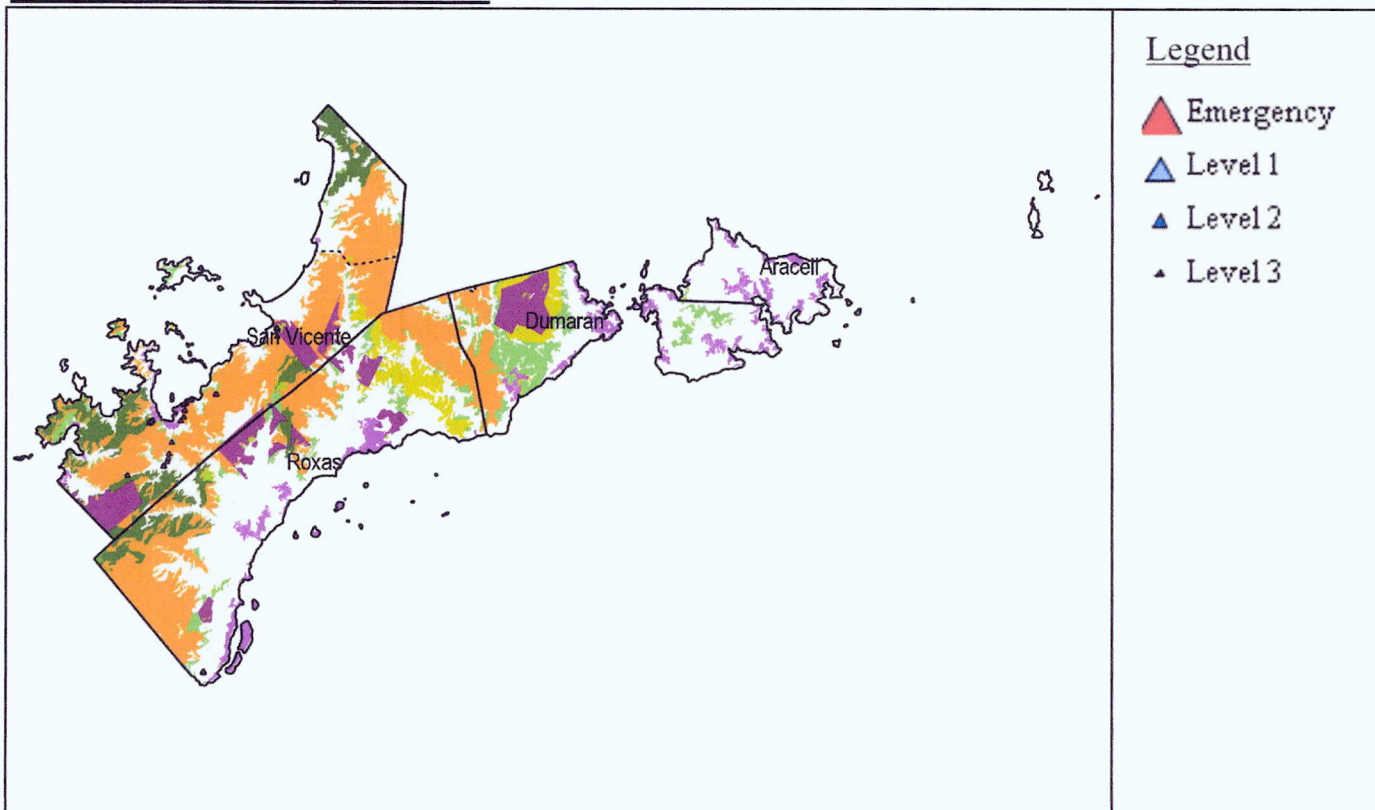 Legend
Emergency
Level 1
Level 2
Level 3
Araceli
Dumaran
San Vicente
Roxas